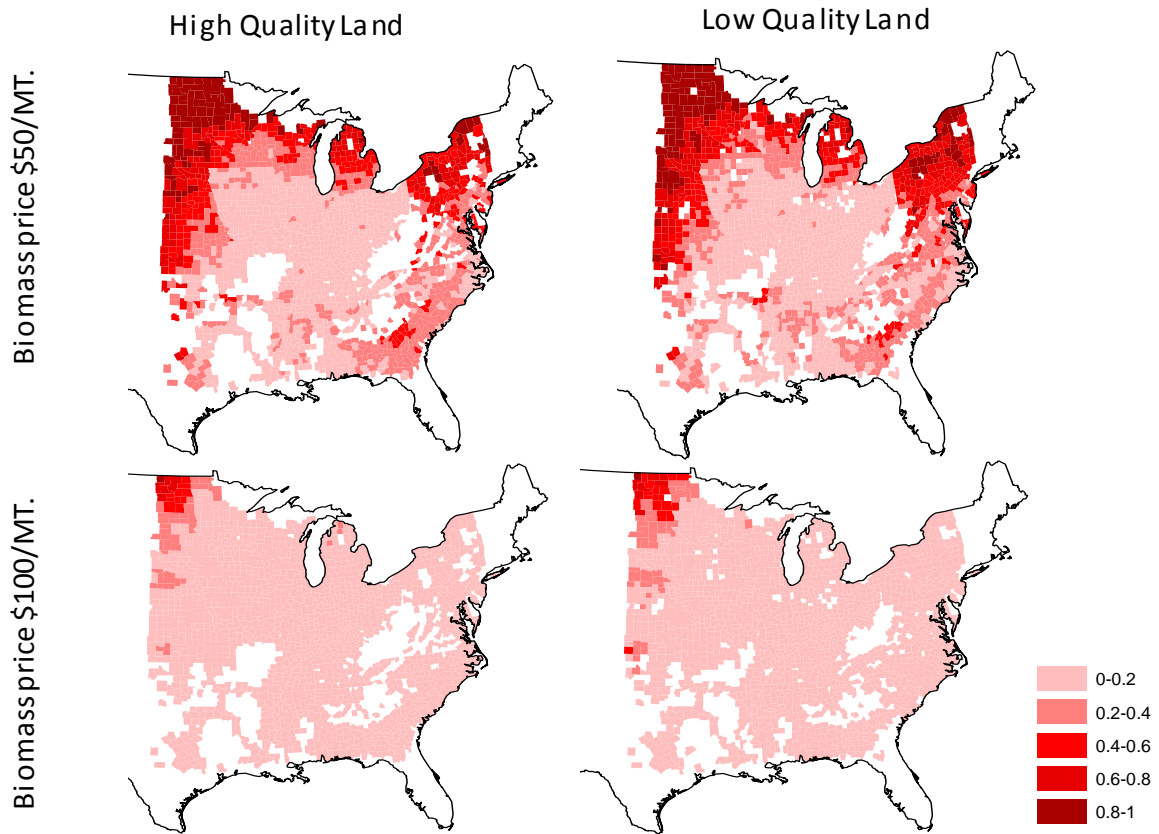 High Quality Land
Low Quality Land
Biomass price $50/MT.
Biomass price $100/MT.
0-0.2
0.2-0.4
0.4-0.6
0.6-0.8
0.8-1